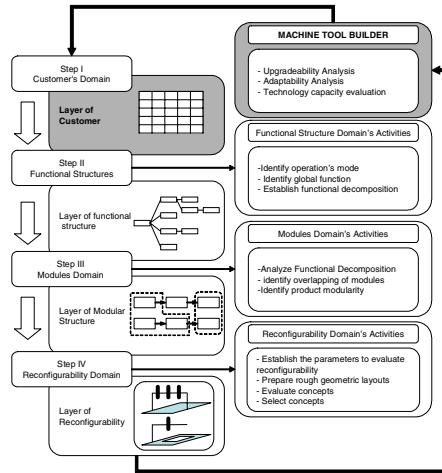 Step I
Customer's Domain
Layer of
Customer
Step II
Functional Structures
Layer of functional
structure
Step III
Modules Domain
Layer of Modular
Structure
Step IV
Reconfigurability Domain
Layer of
Reconfigurability
MACHINE TOOL BUILDER
- Upgradeability Analysis
- Adaptability Analysis
- Technology capacity evaluation
Functional Structure Domain's Activities
-Identify operation's mode
- Identify global function
- Establish functional decomposition
Modules Domain's Activities
-Analyze Functional Decomposition
- identify overlapping of modules
-Identify product modularity
Reconfigurability Domain's Activities
- Establish the parameters to evaluate
reconfigurability
- Prepare rough geometric layouts
- Evaluate concepts
- Select concepts